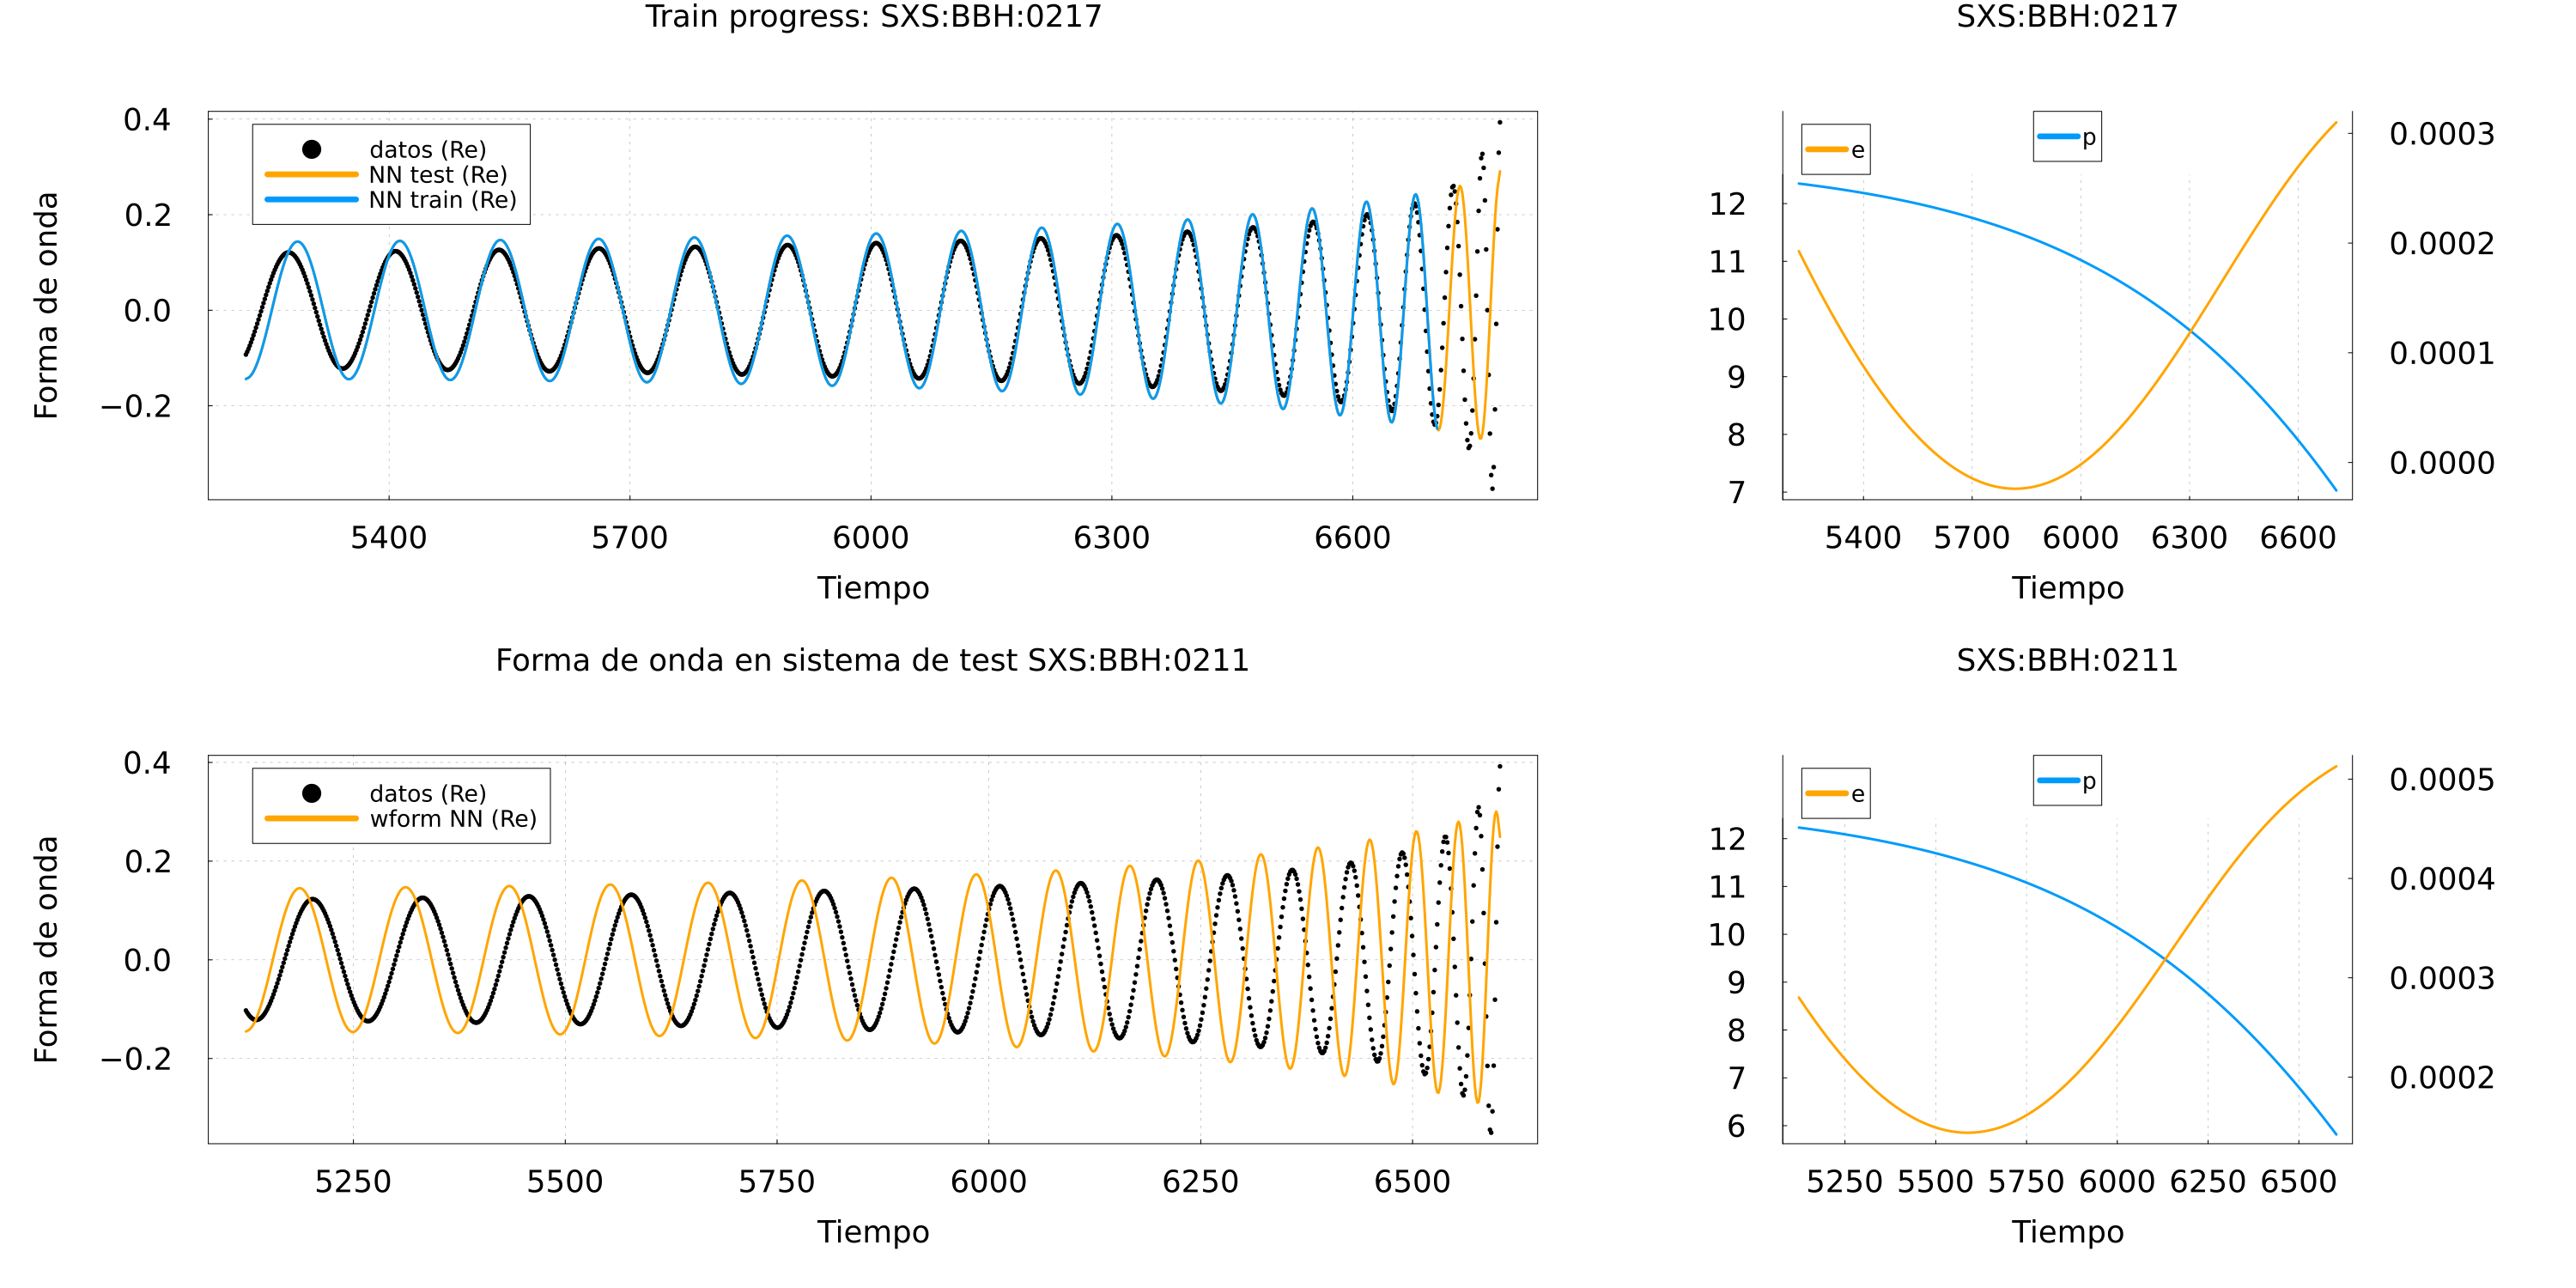 Train progress: SXS:BBH:0217
Forma de onda
0.4
0.2
0.0
−0.2
datos (Re)
NN test (Re)
NN train (Re)
5400 5700 6000 6300 6600
Tiempo
SXS:BBH:0217
e
p
12
11
10
9
8
7
0.0003
0.0002
0.0001
0.0000
5400 5700 6000 6300 6600
Tiempo
Forma de onda en sistema de test SXS:BBH:0211
Forma de onda
0.4
0.2
0.0
−0.2
datos (Re)
wform NN (Re)
5250 5500 5750 6000 6250 6500
Tiempo
SXS:BBH:0211
e
p
12
11
10
9
8
7
6
0.0005
0.0004
0.0003
0.0002
5250 5500 5750 6000 6250 6500
Tiempo